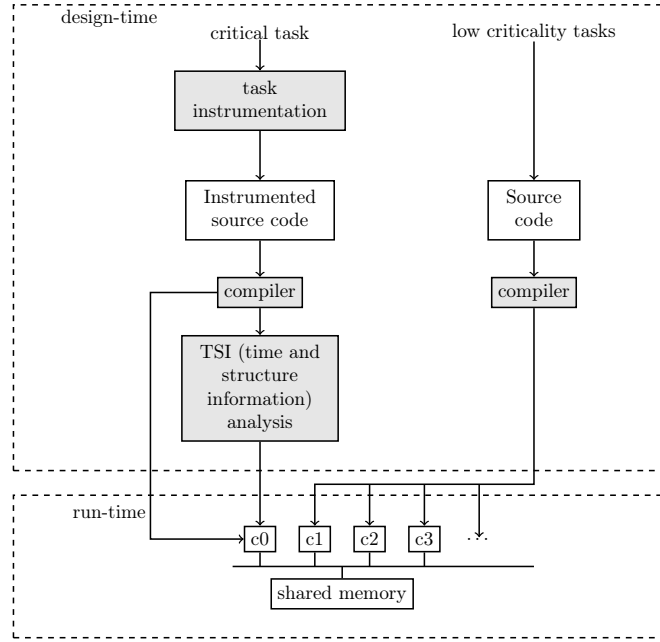 design-time
critical task
low criticality tasks
task
instrumentation
Instrumented
source code
Source
code
compiler
compiler
TSI (time and
structure
information)
analysis
run-time
c0
c1
c2
c3
...
shared memory